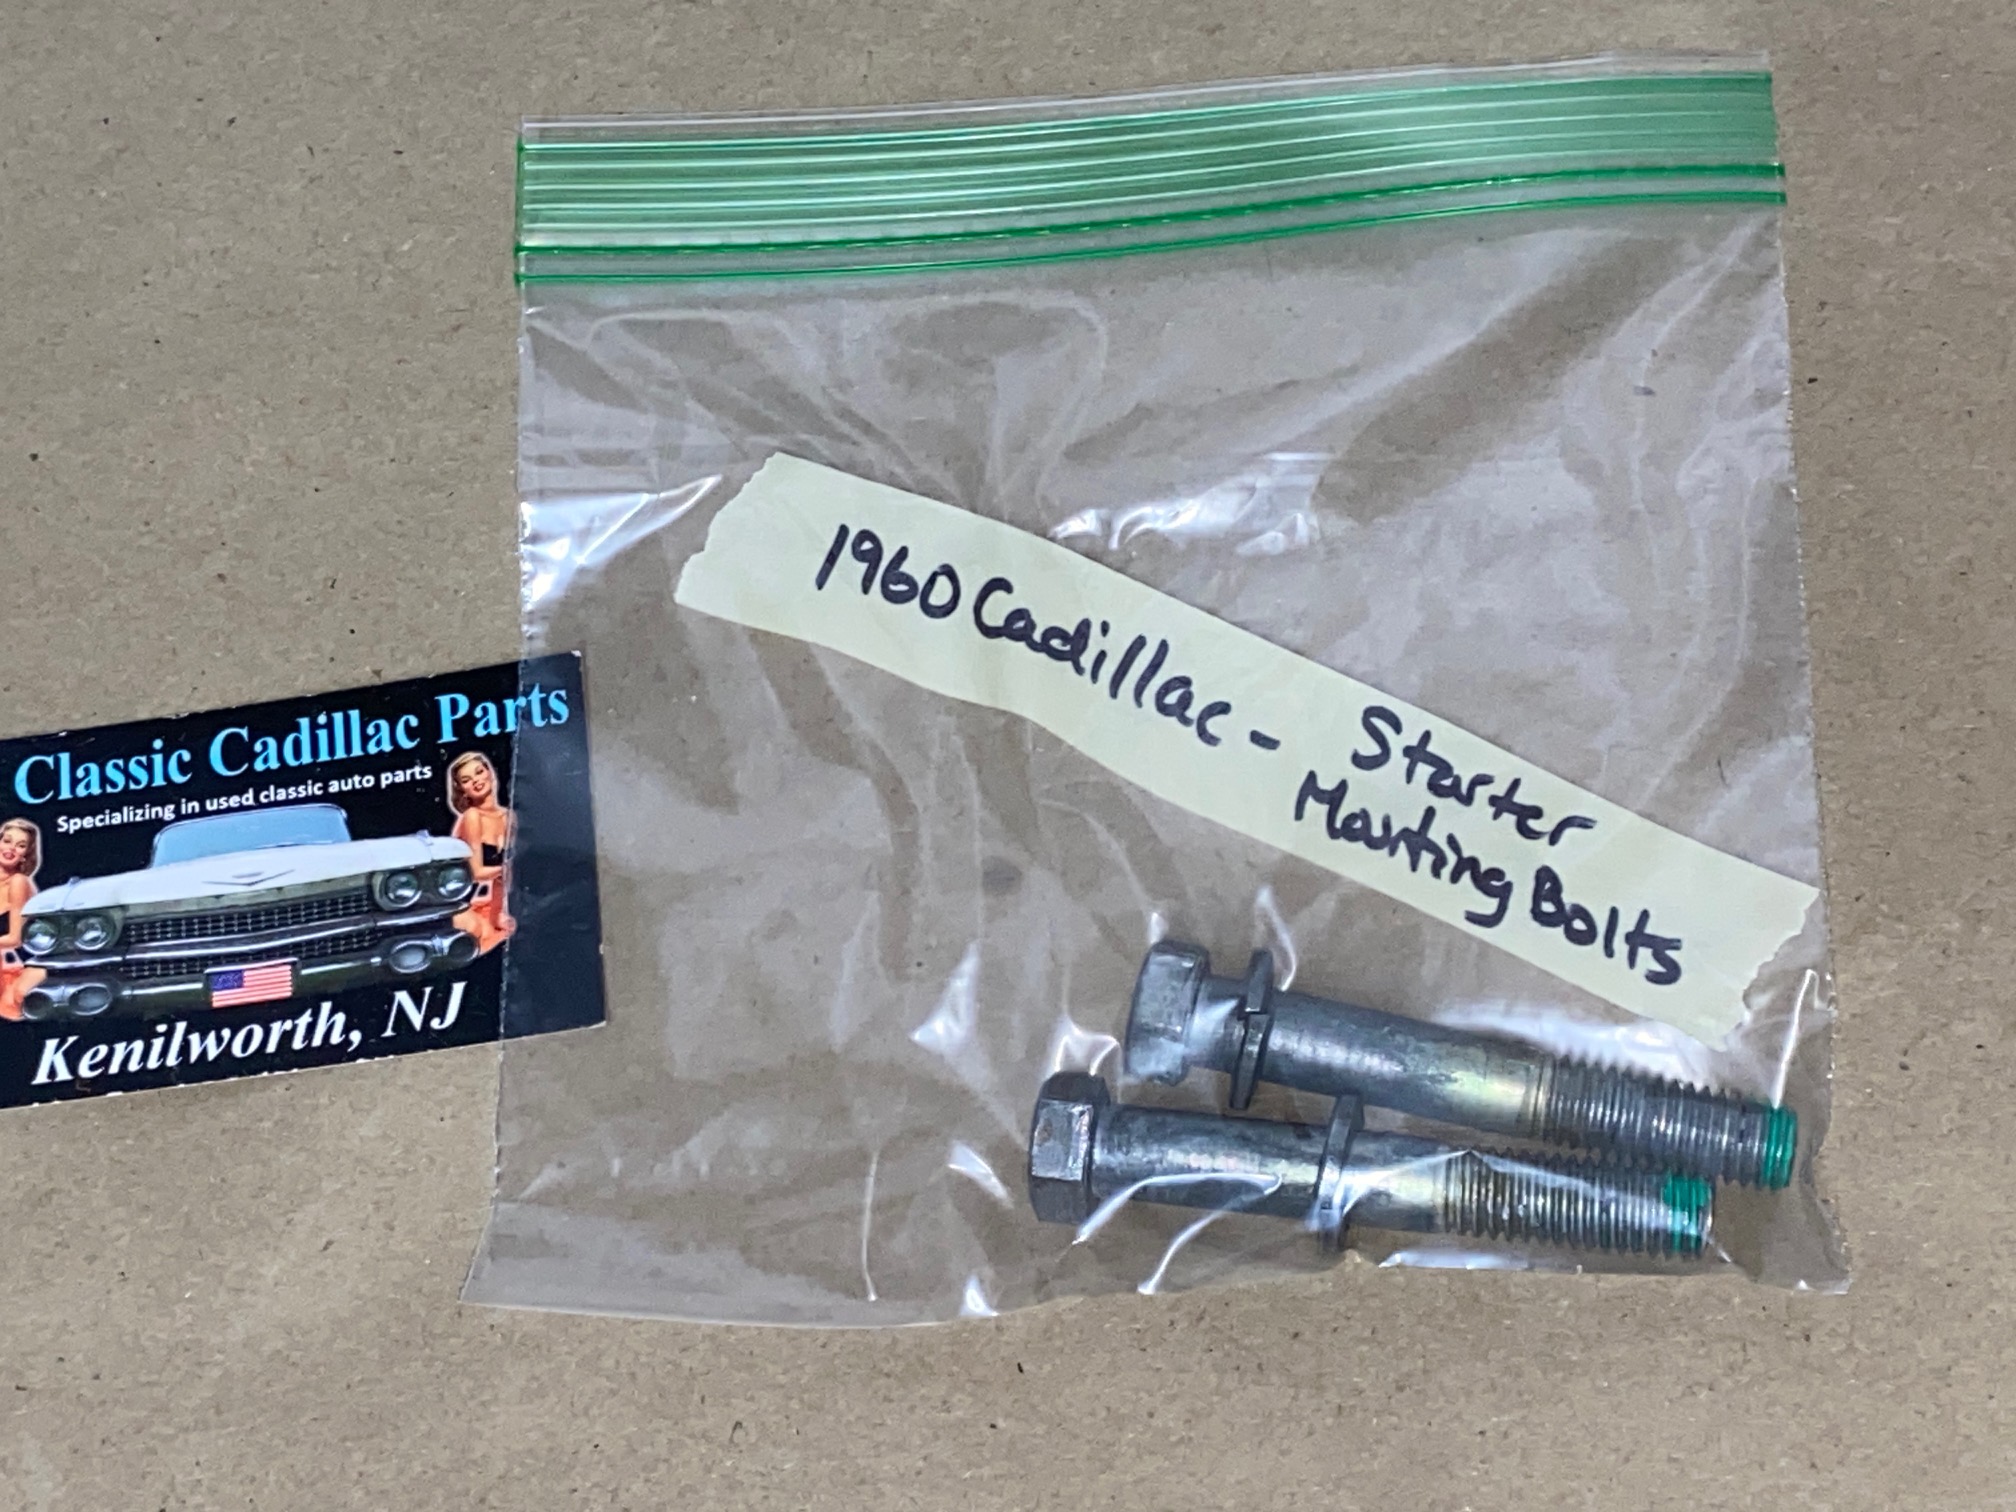 1960 Cadillac - Starter
Mounting Bolts
Classic Cadillac Parts
Specializing in used classic auto parts
Kenilworth, NJ